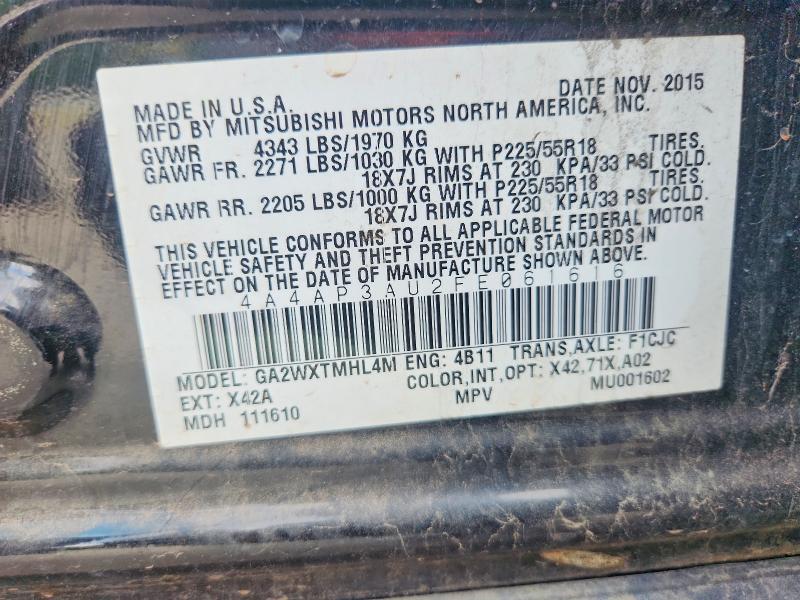 DATE NOV. 2015
MADE IN U.S.A.
MFD BY MITSUBISHI MOTORS NORTH AMERICA, INC.
GVWR 4343 LBS/1970 KG
GAWR FR. 2271 LBS/1030 KG WITH P225/55R18 TIRES.
18X7J RIMS AT 230 KPA/33 PSI COLD.
GAWR RR. 2205 LBS/1000 KG WITH P225/55R18 TIRES.
18X7J RIMS AT 230 KPA/33 PSI COLD.
THIS VEHICLE CONFORMS TO ALL APPLICABLE FEDERAL MOTOR
VEHICLE SAFETY AND THEFT PREVENTION STANDARDS IN
EFFECT ON THE DATE OF MANUFACTURE SHOWN ABOVE.
4A4AP3AU2FE061616
MODEL: GA2WXTMHL4M ENG: 4B11 TRANS,AXLE: F1CJC
EXT: X42A COLOR,INT,OPT: X42,71X,A02
MDH 111610 MPV MU001602